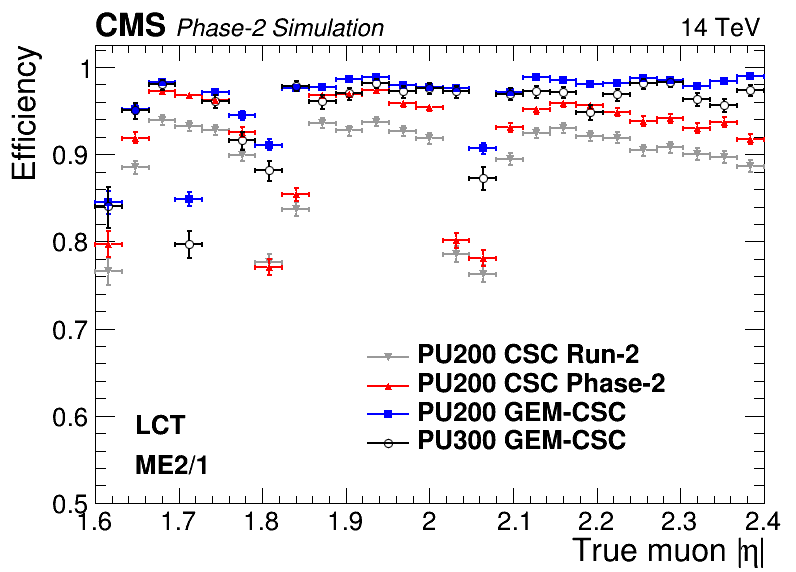 CMS Phase-2 Simulation 14 TeV
Efficiency
1
0.9
0.8
0.7
0.6
0.5
PU200 CSC Run-2
PU200 CSC Phase-2
PU200 GEM-CSC
PU300 GEM-CSC
LCT
ME2/1
1.6 1.7 1.8 1.9 2 2.1 2.2 2.3 2.4
True muon |η|